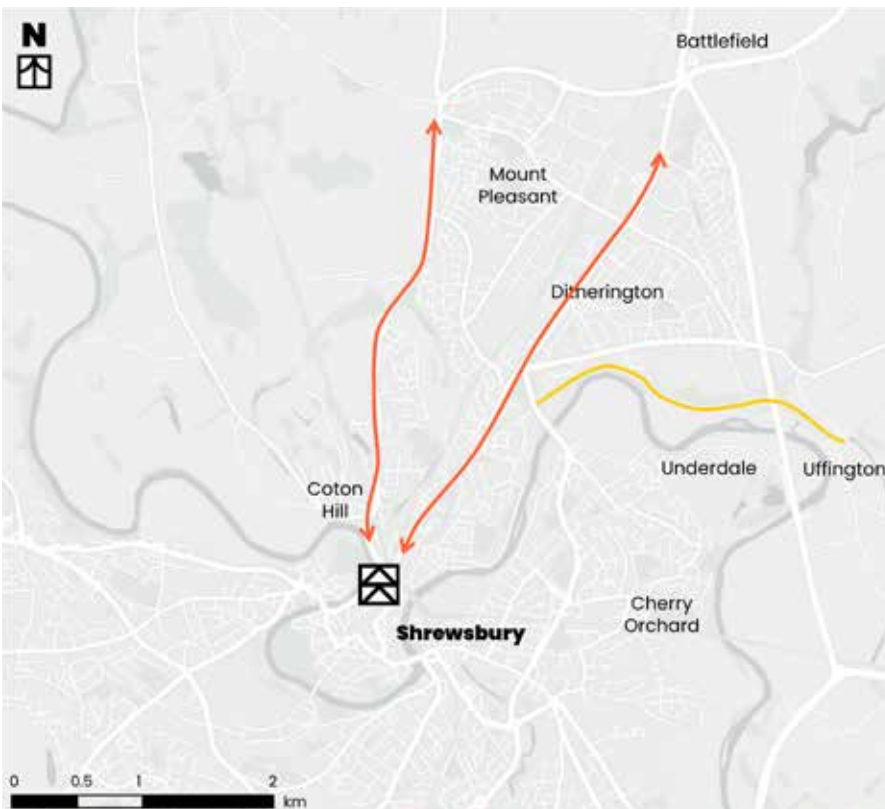 N
Battlefield
Mount
Pleasant
Ditherington
Underdale
Uffington
Coton
Hill
Cherry
Orchard
Shrewsbury
0 0.5 1 2
km